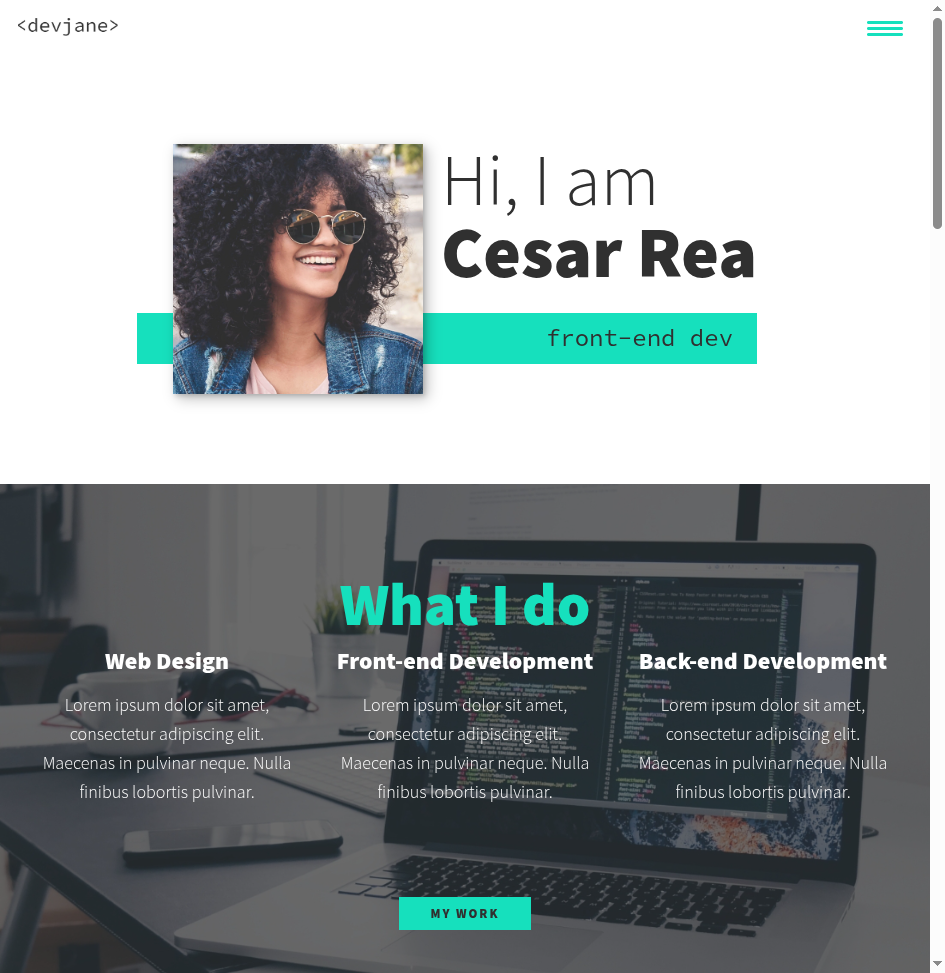 <devjane>
Hi, I am
Cesar Rea
front-end dev
What I do
Web Design
Lorem ipsum dolor sit amet,
consectetur adipiscing elit.
Maecenas in pulvinar neque. Nulla
finibus lobortis pulvinar.
Front-end Development
Lorem ipsum dolor sit amet,
consectetur adipiscing elit.
Maecenas in pulvinar neque. Nulla
finibus lobortis pulvinar.
Back-end Development
Lorem ipsum dolor sit amet,
consectetur adipiscing elit.
Maecenas in pulvinar neque. Nulla
finibus lobortis pulvinar.
MY WORK